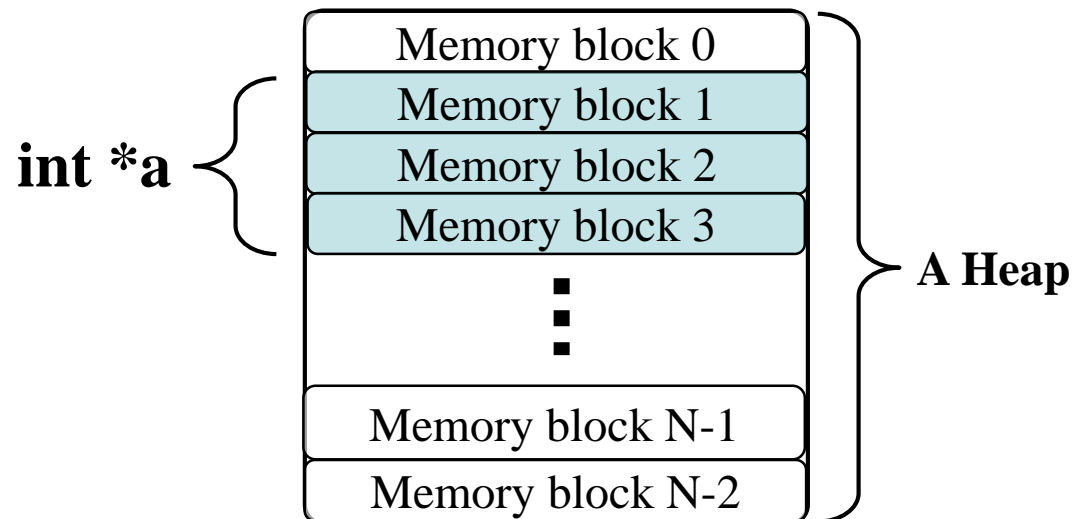 Memory block 0
Memory block 1
int *a
Memory block 2
Memory block 3
A Heap
Memory block N-1
Memory block N-2